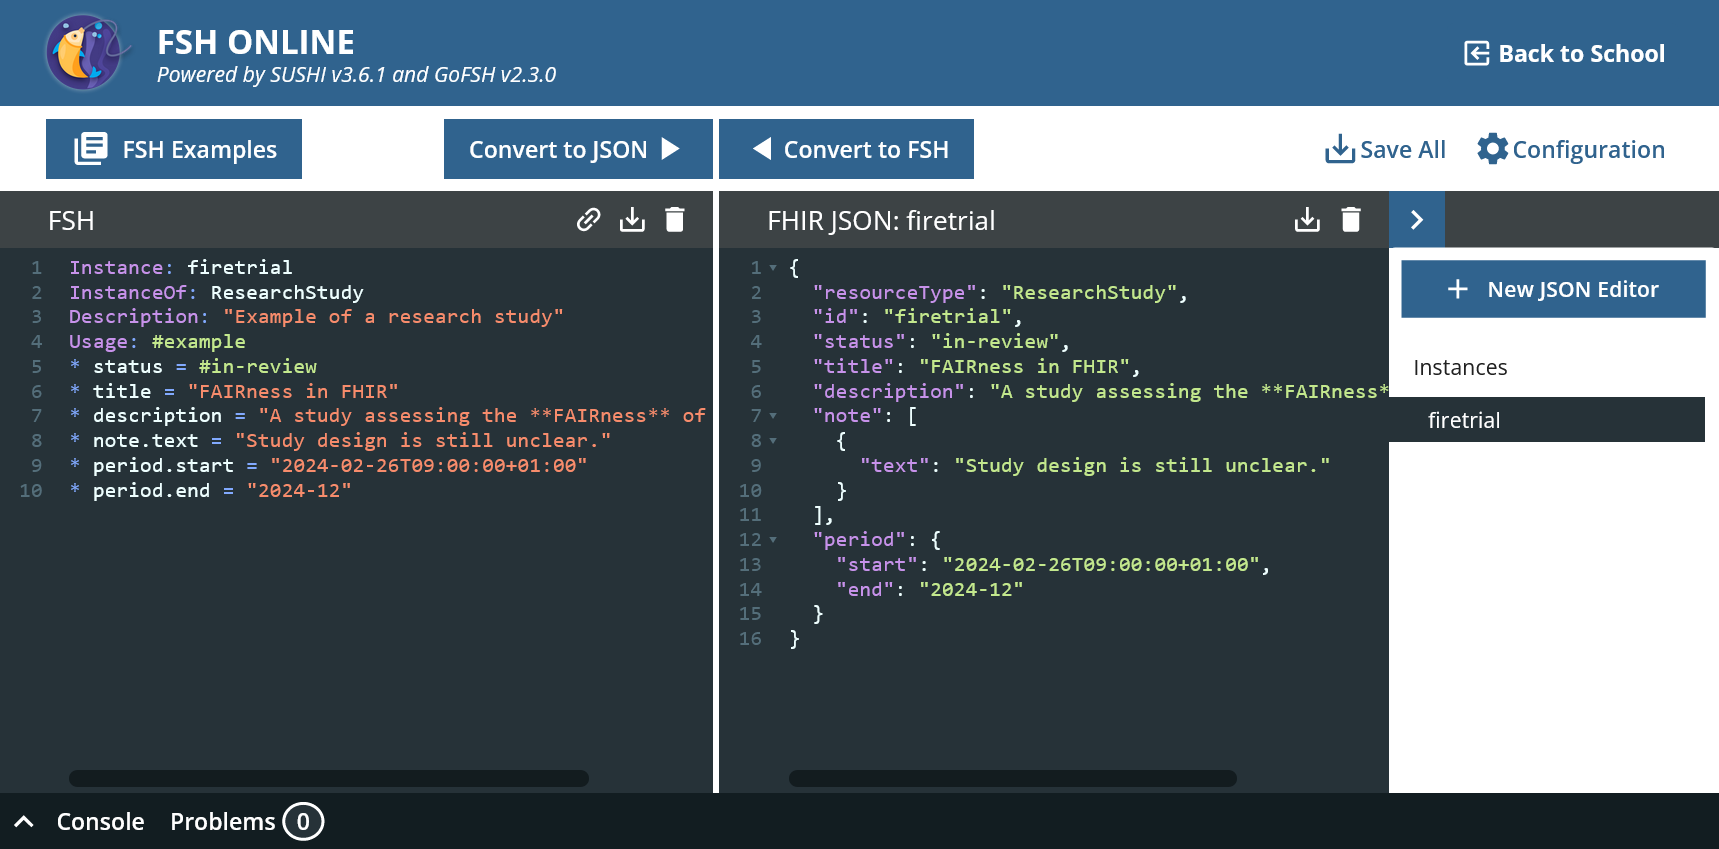 FSH ONLINE
Powered by SUSHI v3.6.1 and GoFSH v2.3.0
Back to School
FSH Examples
Convert to JSON
Convert to FSH
Save All
Configuration
FSH
1 Instance: firetrial
2 InstanceOf: ResearchStudy
3 Description: "Example of a research study"
4 Usage: #example
5 * status = #in-review
6 * title = "FAIRness in FHIR"
7 * description = "A study assessing the **FAIRness** of
8 * note.text = "Study design is still unclear."
9 * period.start = "2024-02-26T09:00:00+01:00"
10 * period.end = "2024-12"
FHIR JSON: firetrial
1 {
2 "resourceType": "ResearchStudy",
3 "id": "firetrial",
4 "status": "in-review",
5 "title": "FAIRness in FHIR",
6 "description": "A study assessing the **FAIRness*
7 "note": [
8 {
9 "text": "Study design is still unclear."
10 }
11 ],
12 "period": {
13 "start": "2024-02-26T09:00:00+01:00",
14 "end": "2024-12"
15 }
16 }
+ New JSON Editor
Instances
firetrial
Console
Problems 0